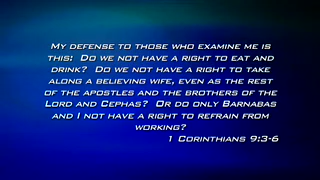 My defense to those who examine me is
this:  Do we not have a right to eat and
drink?  Do we not have a right to take
along a believing wife, even as the rest
of the apostles and the brothers of the
Lord and Cephas?  Or do only Barnabas
and I not have a right to refrain from
working?
1 Corinthians 9:3-6